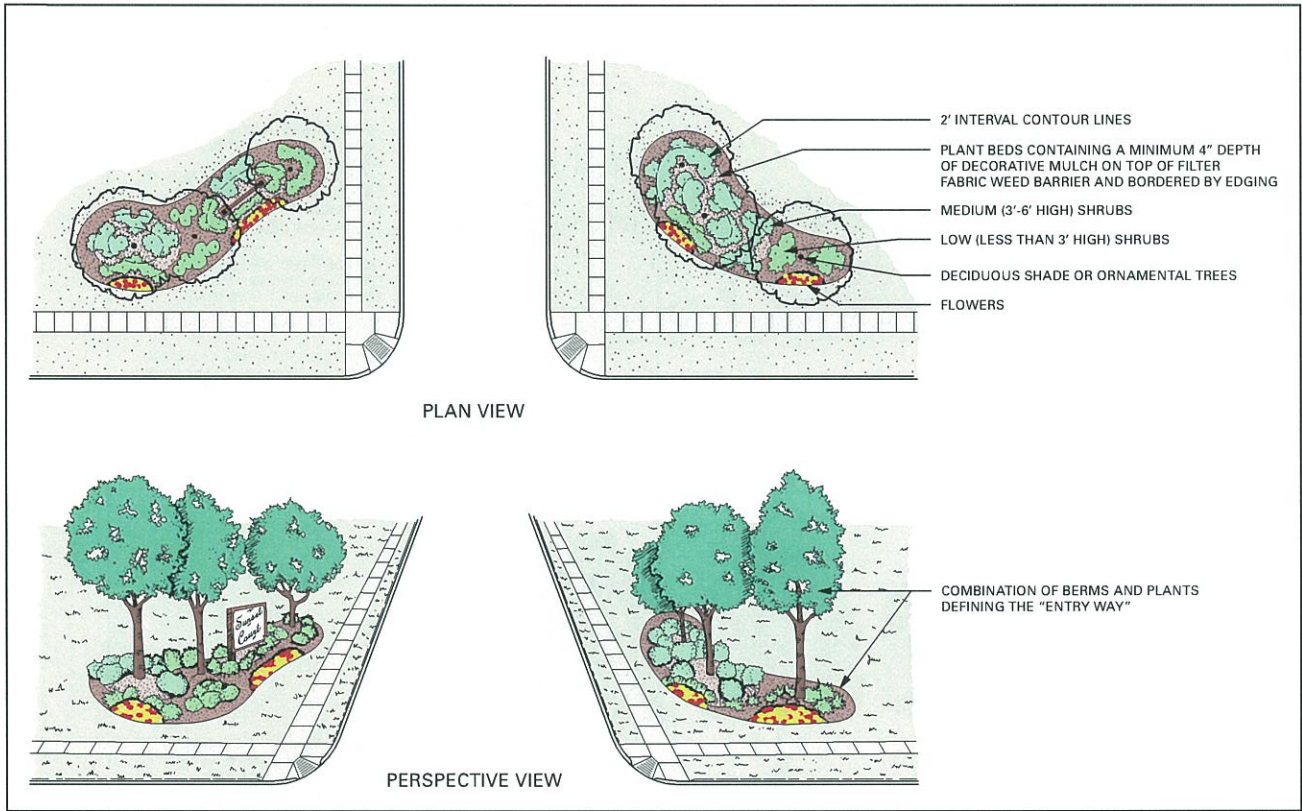 2' INTERVAL CONTOUR LINES
PLANT BEDS CONTAINING A MINIMUM 4" DEPTH
OF DECORATIVE MULCH ON TOP OF FILTER
FABRIC WEED BARRIER AND BORDERED BY EDGING
MEDIUM (3'-6' HIGH) SHRUBS
LOW (LESS THAN 3' HIGH) SHRUBS
DECIDUOUS SHADE OR ORNAMENTAL TREES
FLOWERS
PLAN VIEW
Sunset
COMBINATION OF BERMS AND PLANTS
DEFINING THE "ENTRY WAY"
PERSPECTIVE VIEW